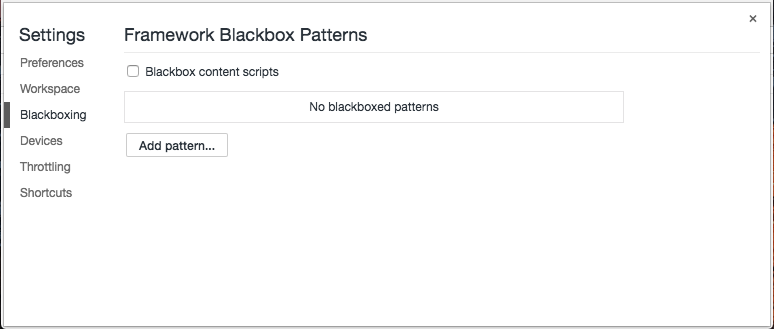 Settings
Preferences
Workspace
Blackboxing
Devices
Throttling
Shortcuts
Framework Blackbox Patterns
Blackbox content scripts
No blackboxed patterns
Add pattern...